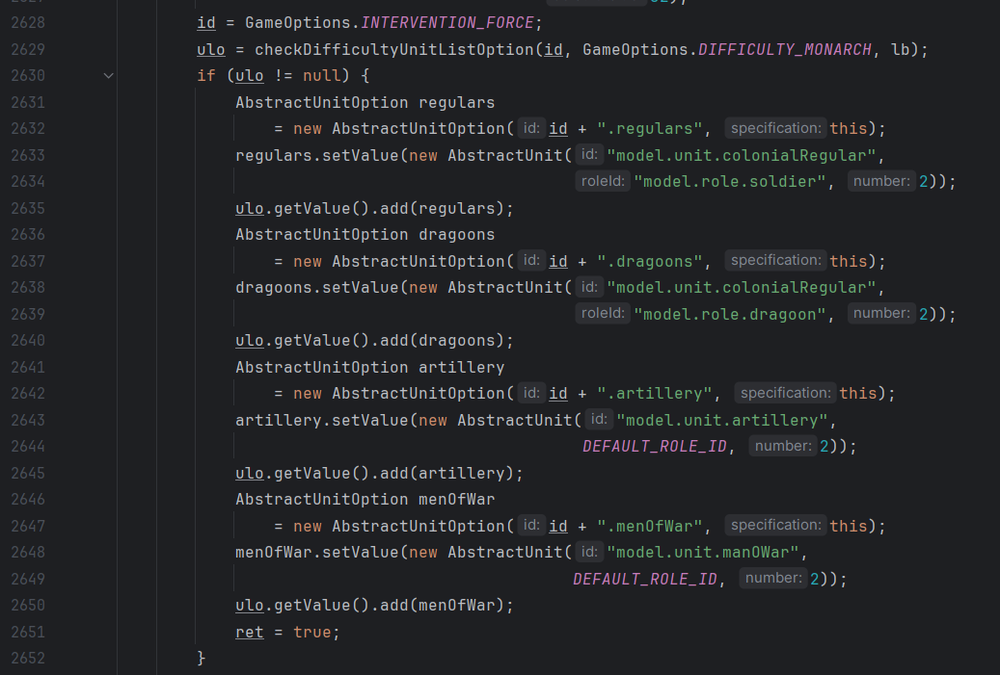 2628 id = GameOptions.INTERVENTION_FORCE;
2629 ulo = checkDifficultyUnitListOption(id, GameOptions.DIFFICULTY_MONARCH, lb);
2630 if (ulo != null) {
2631 AbstractUnitOption regulars
2632 = new AbstractUnitOption( id: id + ".regulars", specification: this);
2633 regulars.setValue(new AbstractUnit( id: "model.unit.colonialRegular",
2634 roleId: "model.role.soldier", number: 2));
2635 ulo.getValue().add(regulars);
2636 AbstractUnitOption dragoons
2637 = new AbstractUnitOption( id: id + ".dragoons", specification: this);
2638 dragoons.setValue(new AbstractUnit( id: "model.unit.colonialRegular",
2639 roleId: "model.role.dragoon", number: 2));
2640 ulo.getValue().add(dragoons);
2641 AbstractUnitOption artillery
2642 = new AbstractUnitOption( id: id + ".artillery", specification: this);
2643 artillery.setValue(new AbstractUnit( id: "model.unit.artillery",
2644 DEFAULT_ROLE_ID, number: 2));
2645 ulo.getValue().add(artillery);
2646 AbstractUnitOption menOfWar
2647 = new AbstractUnitOption( id: id + ".menOfWar", specification: this);
2648 menOfWar.setValue(new AbstractUnit( id: "model.unit.manOWar",
2649 DEFAULT_ROLE_ID, number: 2));
2650 ulo.getValue().add(menOfWar);
2651 ret = true;
2652 }